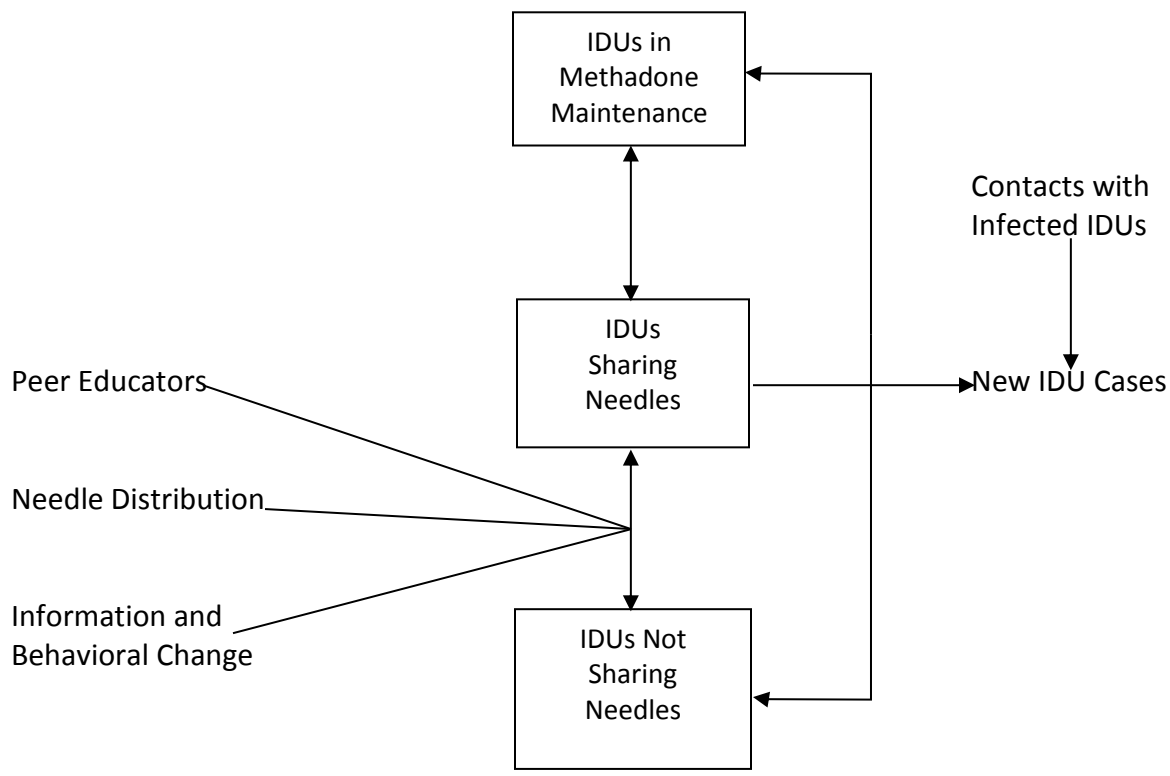 IDUs in
Methadone
Maintenance
Contacts with
Infected IDUs
IDUs
Sharing
Needles
Peer Educators
New IDU Cases
Needle Distribution
Information and
Behavioral Change
IDUs Not
Sharing
Needles